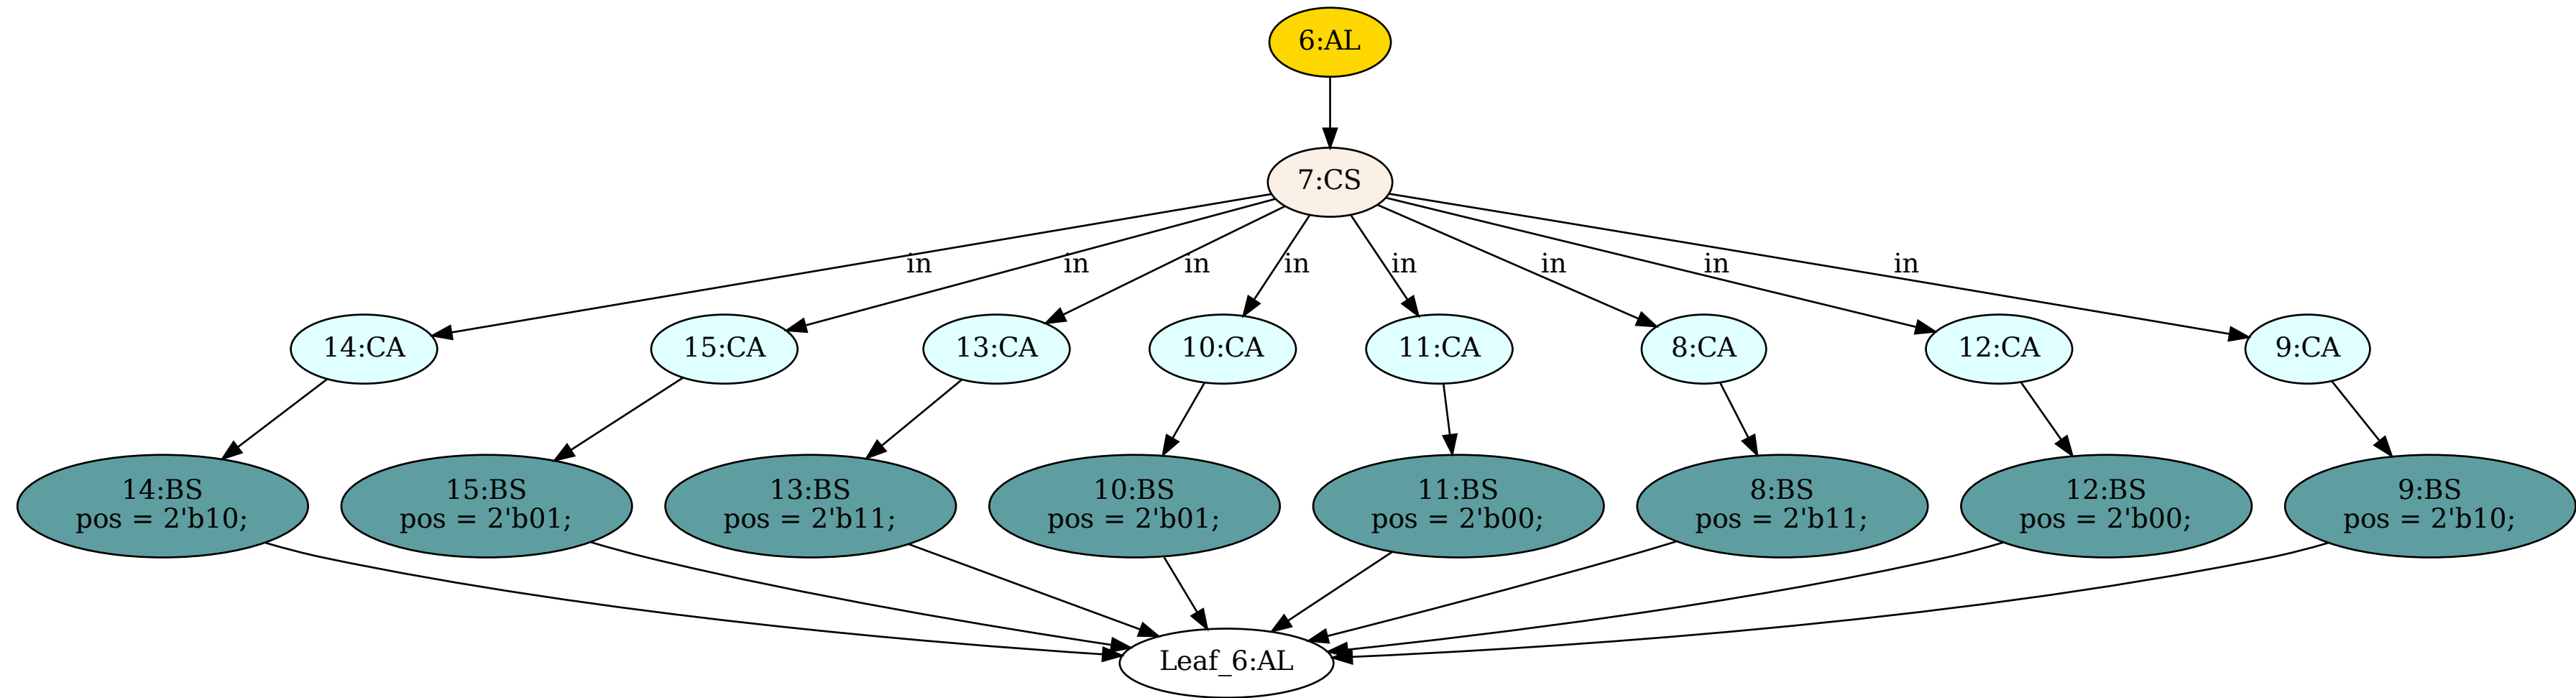 6:AL
7:CS
in
in
in
in
in
in
in
in
14:CA
15:CA
13:CA
10:CA
11:CA
8:CA
12:CA
9:CA
14:BS
pos = 2'b10;
15:BS
pos = 2'b01;
13:BS
pos = 2'b11;
10:BS
pos = 2'b01;
11:BS
pos = 2'b00;
8:BS
pos = 2'b11;
12:BS
pos = 2'b00;
9:BS
pos = 2'b10;
Leaf_6:AL